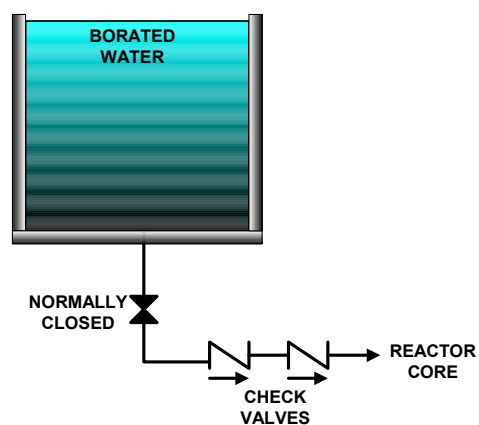 BORATED
WATER
NORMALLY
CLOSED
REACTOR
CORE
CHECK
VALVES